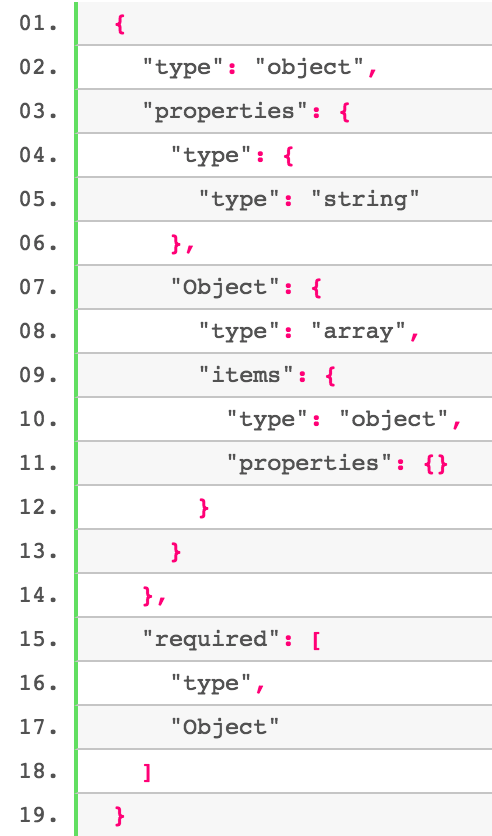 01. {
02.   "type": "object",
03.   "properties": {
04.     "type": {
05.       "type": "string"
06.     },
07.     "Object": {
08.       "type": "array",
09.       "items": {
10.         "type": "object",
11.         "properties": {}
12.       }
13.     }
14.   },
15.   "required": [
16.     "type",
17.     "Object"
18.   ]
19. }